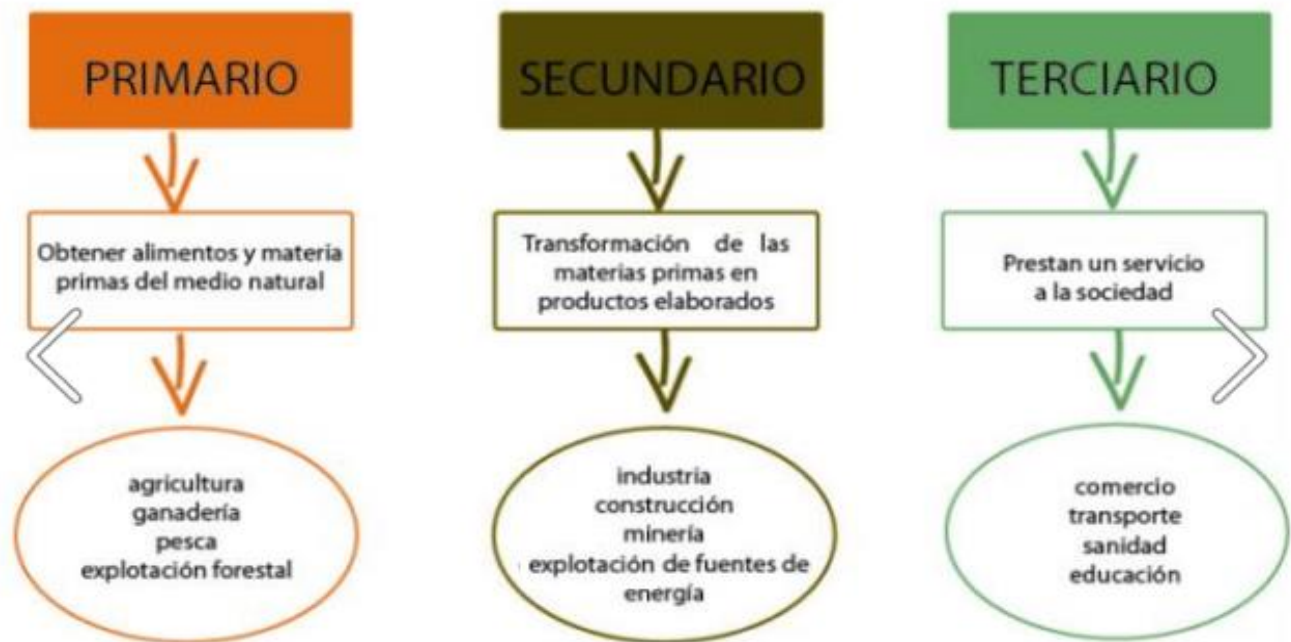 PRIMARIO
Obtener alimentos y materia
primas del medio natural
agricultura
ganadería
pesca
explotación forestal
SECUNDARIO
Transformación de las
materias primas en
productos elaborados
industria
construcción
minería
explotación de fuentes de
energía
TERCIARIO
Prestan un servicio
a la sociedad
comercio
transporte
sanidad
educación